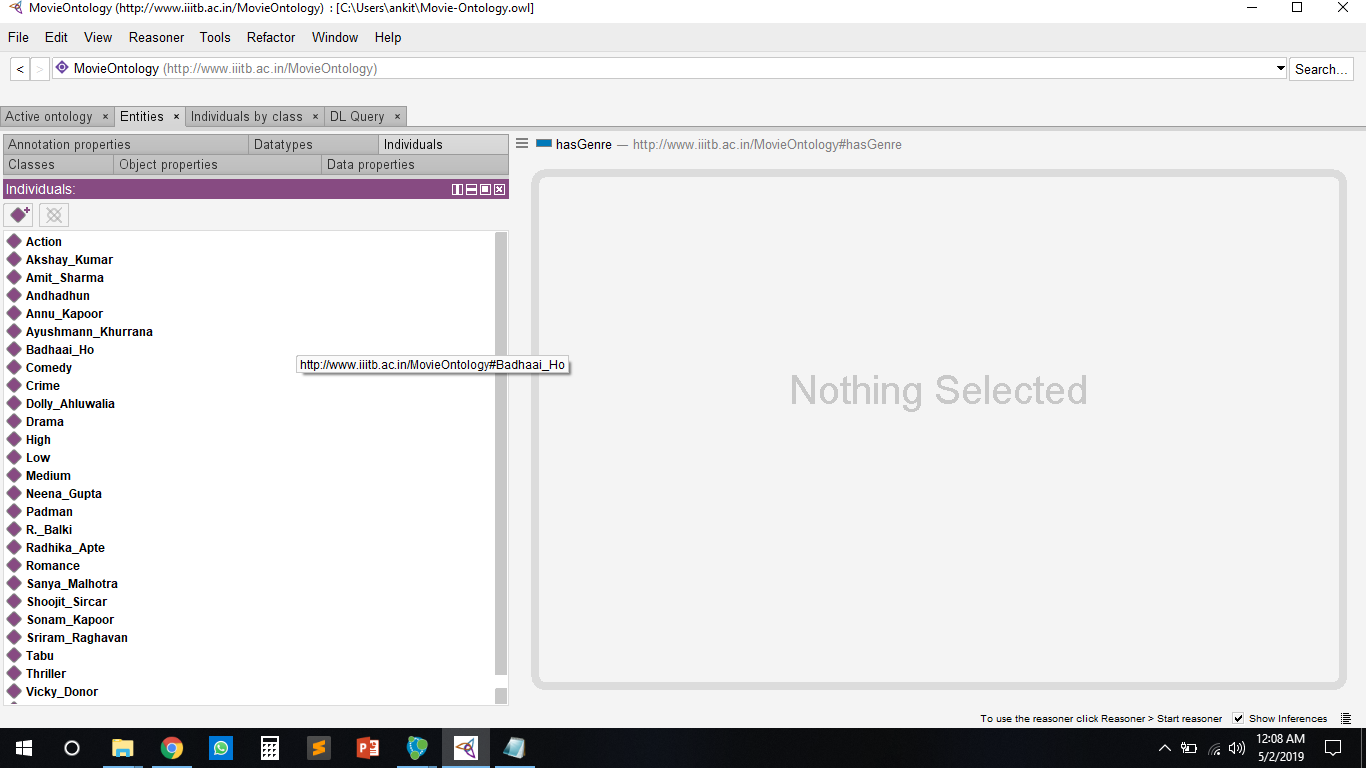 MovieOntology (http://www.iiitb.ac.in/MovieOntology) : [C:\Users\ankit\Movie-Ontology.owl]
File Edit View Reasoner Tools Refactor Window Help
< > MovieOntology (http://www.iiitb.ac.in/MovieOntology) Search...
Active ontology × Entities × Individuals by class × DL Query ×
Annotation properties Datatypes Individuals
Classes Object properties Data properties
Individuals:
Action
Akshay_Kumar
Amit_Sharma
Andhadhun
Annu_Kapoor
Ayushmann_Khurrana
Badhaai_Ho
http://www.iiitb.ac.in/MovieOntology#Badhaai_Ho
Comedy
Crime
Dolly_Ahluwalia
Drama
High
Low
Medium
Neena_Gupta
Padman
R._Balki
Radhika_Apte
Romance
Sanya_Malhotra
Shoojit_Sircar
Sonam_Kapoor
Sriram_Raghavan
Tabu
Thriller
Vicky_Donor
hasGenre — http://www.iiitb.ac.in/MovieOntology#hasGenre
Nothing Selected
To use the reasoner click Reasoner > Start reasoner Show Inferences
12:08 AM
5/2/2019